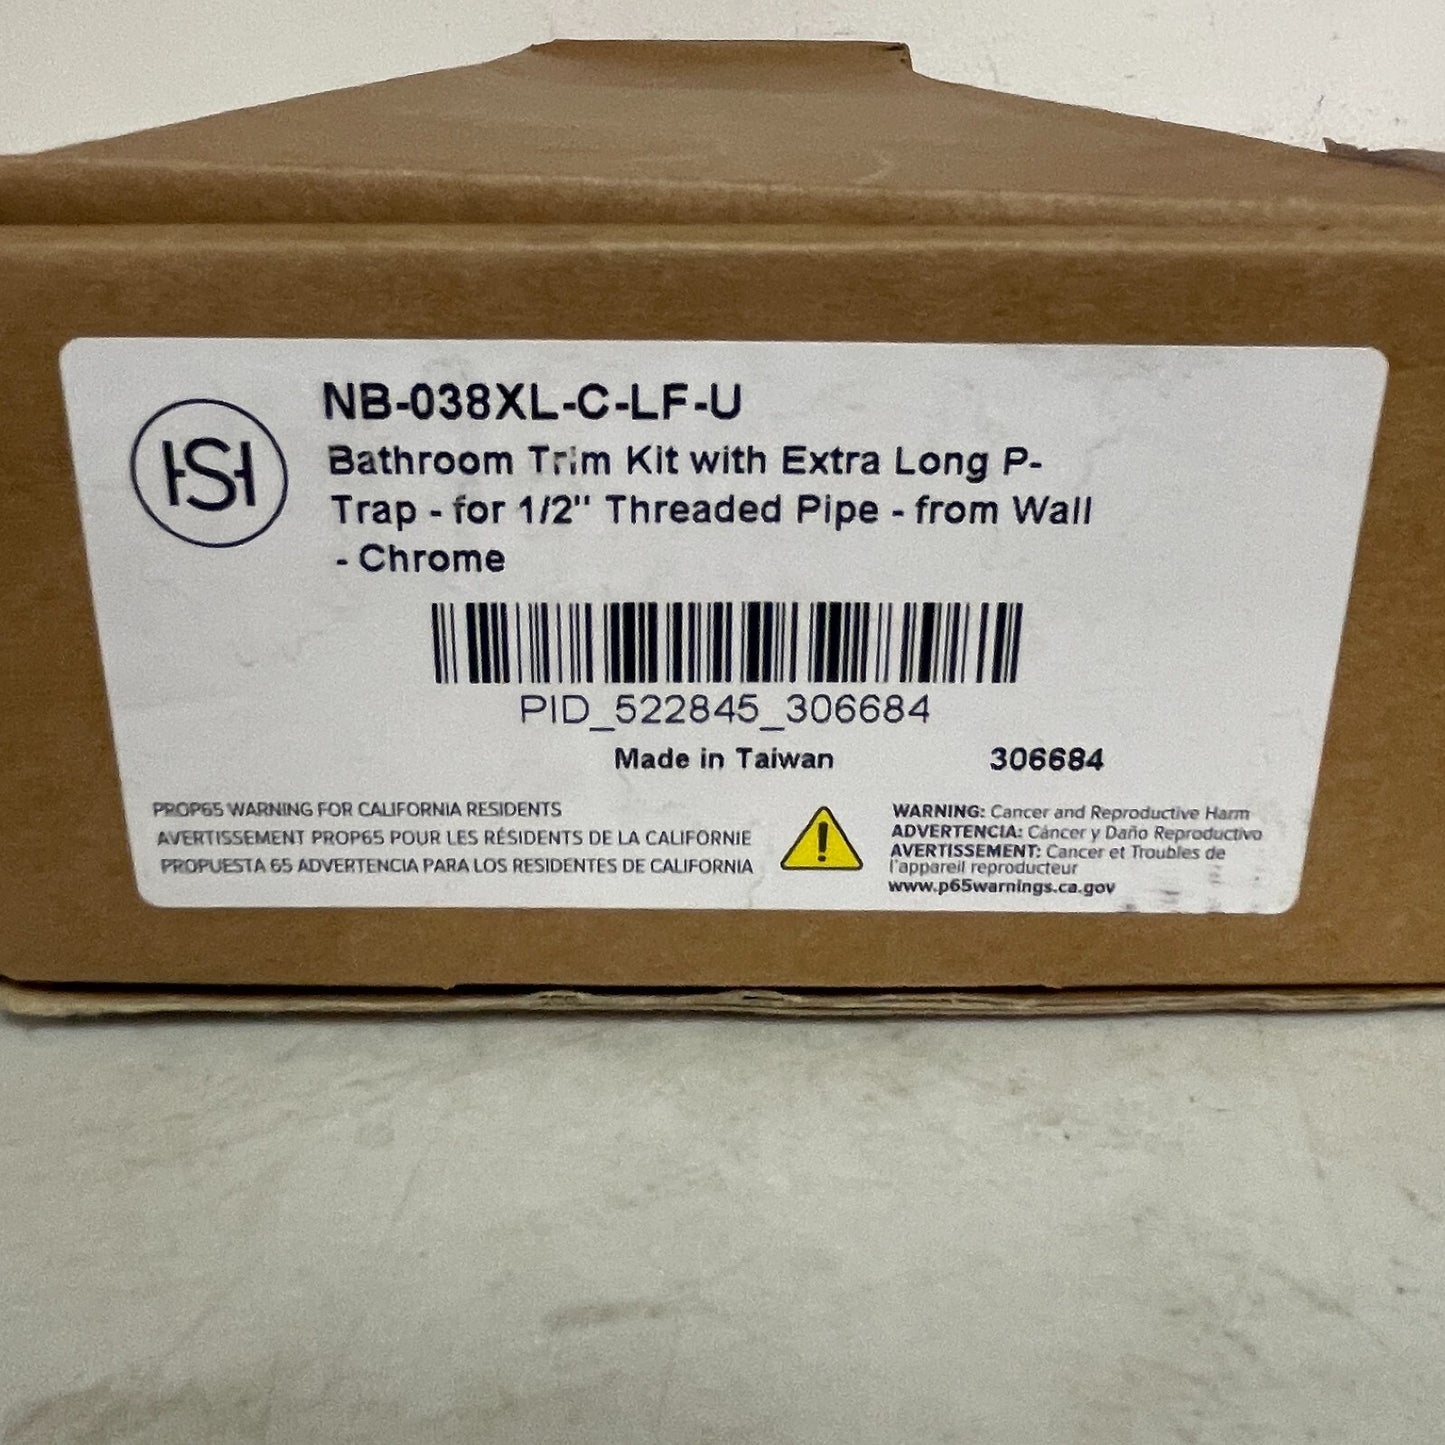 HSH
NB-038XL-C-LF-U
Bathroom Trim Kit with Extra Long P-
Trap - for 1/2" Threaded Pipe - from Wall
- Chrome
PID_522845_306684
Made in Taiwan 306684
PROP65 WARNING FOR CALIFORNIA RESIDENTS
AVERTISSEMENT PROP65 POUR LES RÉSIDENTS DE LA CALIFORNIE
PROPUESTA 65 ADVERTENCIA PARA LOS RESIDENTES DE CALIFORNIA
WARNING: Cancer and Reproductive Harm
ADVERTENCIA: Cáncer y Daño Reproductivo
AVERTISSEMENT: Cancer et Troubles de
l'appareil reproducteur
www.p65warnings.ca.gov